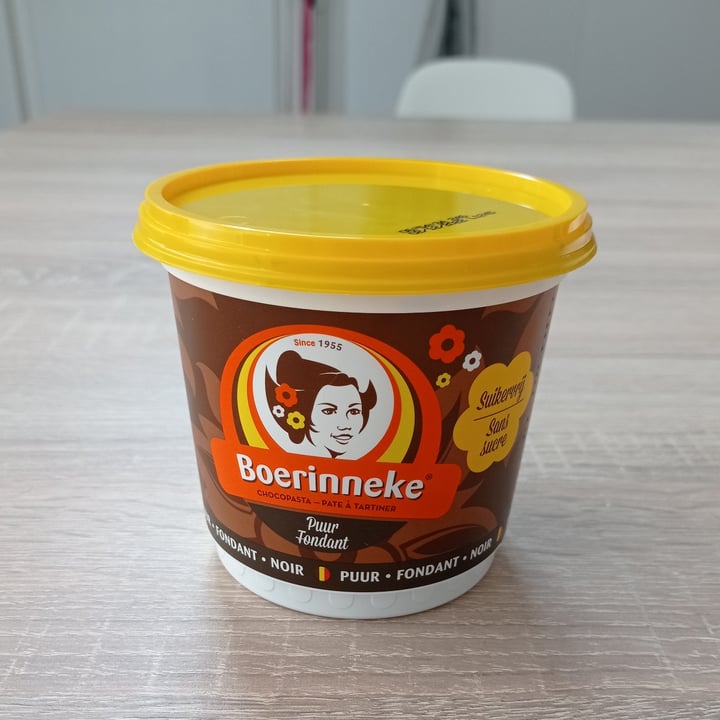 Since 1955
Boerinneke®
CHOCOPASTA — PATE À TARTINER
Puur
Fondant
Suikervrij
Sans
sucre
• FONDANT • NOIR PUUR • FONDANT • NOIR